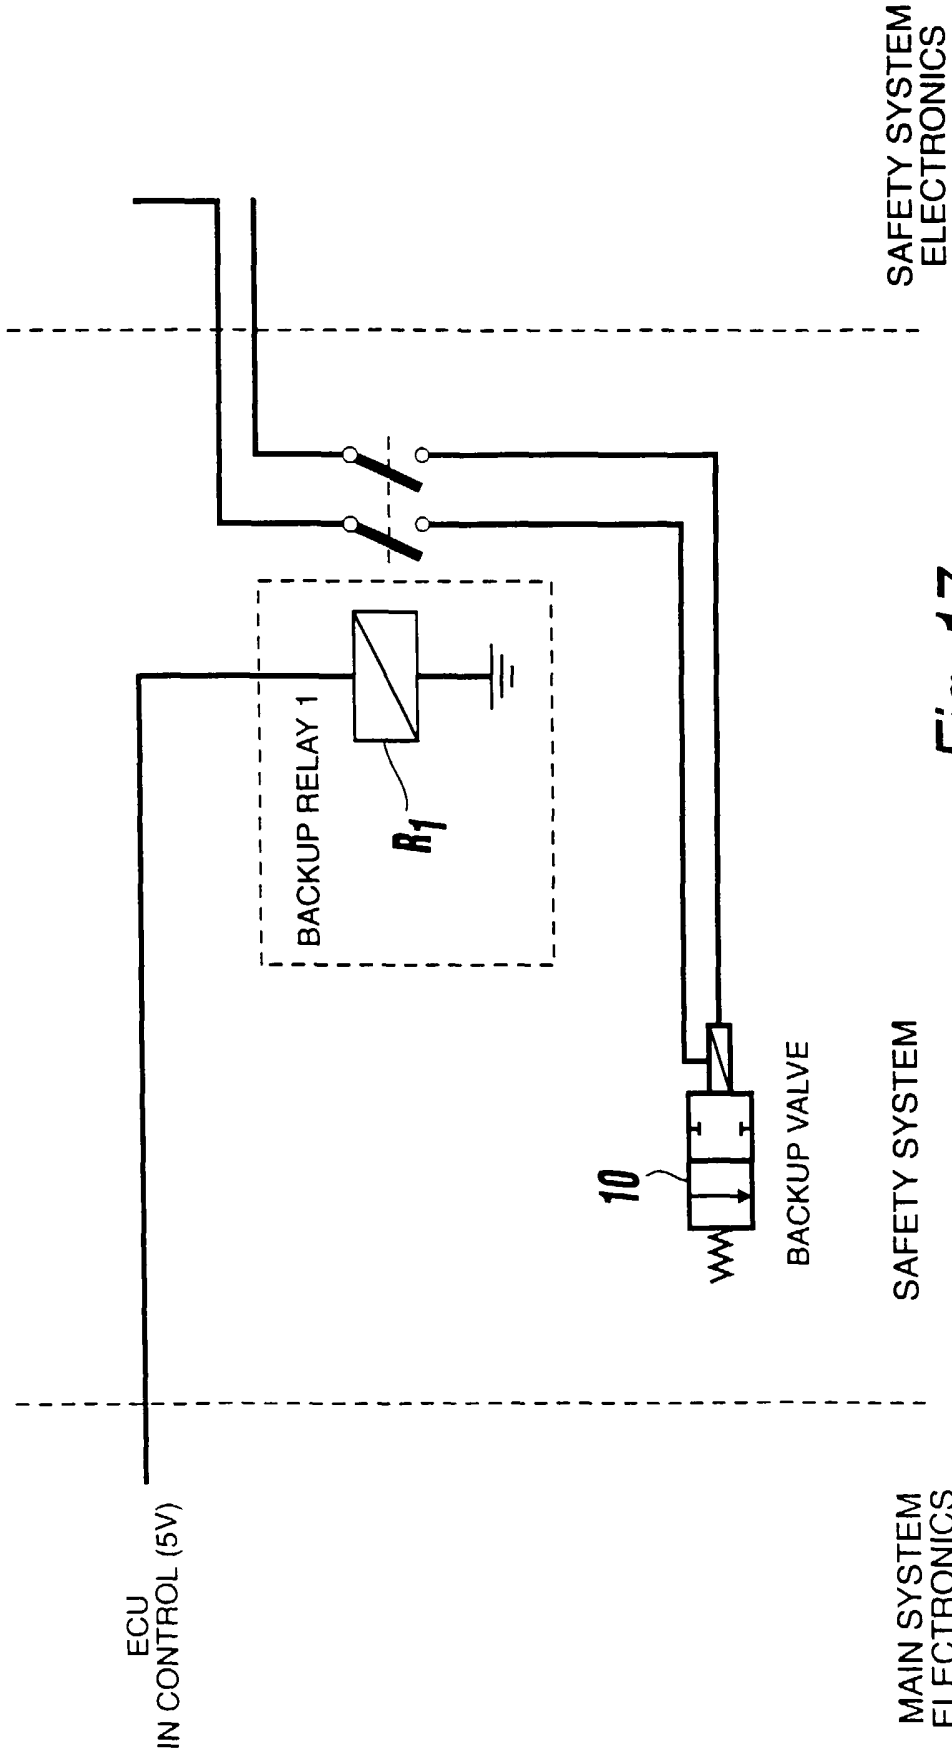 ECU
IN CONTROL (5V)
BACKUP RELAY 1
R1
10
BACKUP VALVE
MAIN SYSTEM
ELECTRONICS
SAFETY SYSTEM
SAFETY SYSTEM
ELECTRONICS